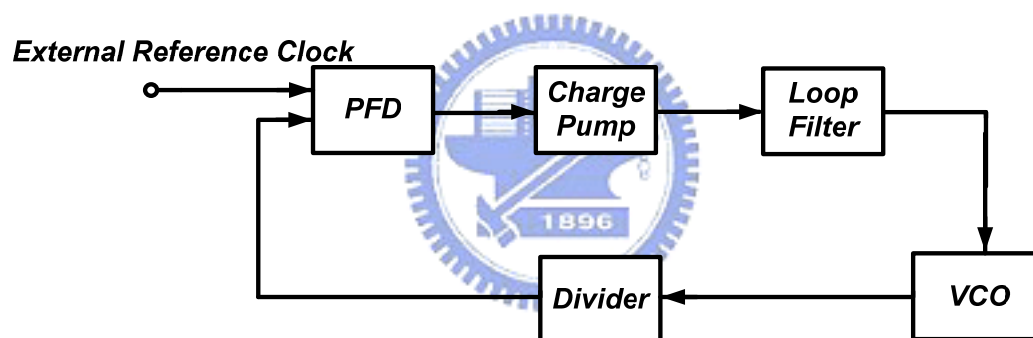 External Reference Clock
PFD
Charge
Pump
Loop
Filter
1896
Divider
VCO